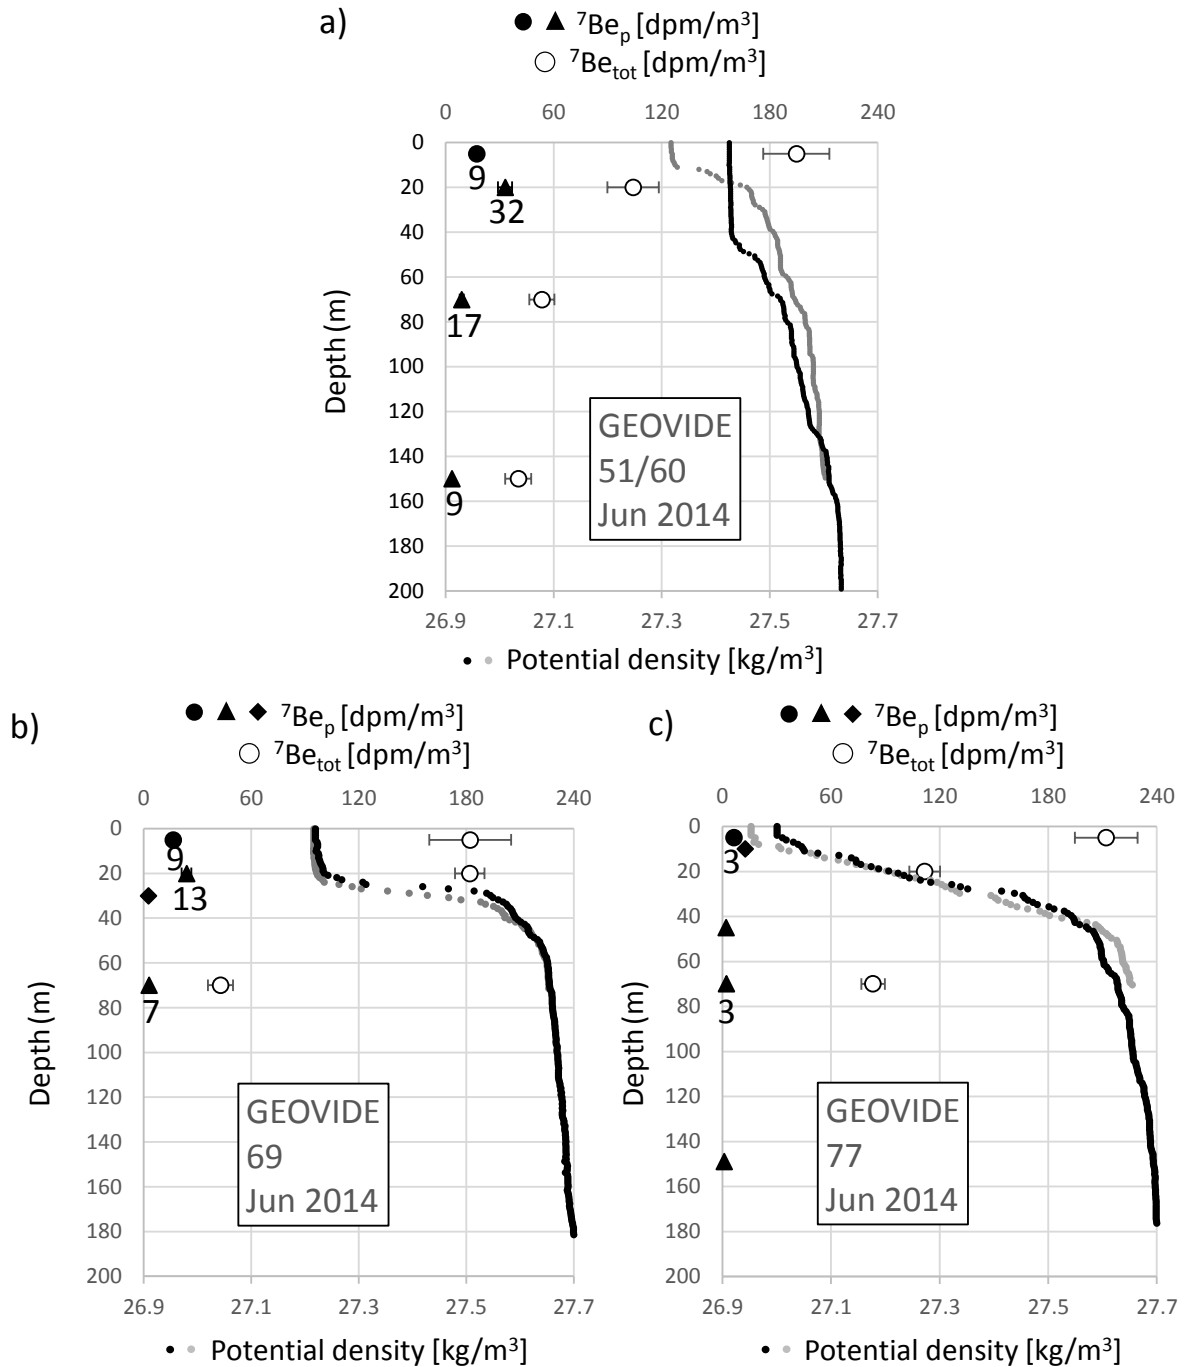 a)
● ▲ ⁷Beₚ [dpm/m³]
○ ⁷Beₜₒₜ [dpm/m³]
0 60 120 180 240
0
20
40
60
80
100
120
140
160
180
200
Depth (m)
9
32
17
9
GEOVIDE
51/60
Jun 2014
26.9 27.1 27.3 27.5 27.7
Potential density [kg/m³]
b)
● ▲ ◆ ⁷Beₚ [dpm/m³]
○ ⁷Beₜₒₜ [dpm/m³]
0 60 120 180 240
0
20
40
60
80
100
120
140
160
180
200
Depth (m)
9
13
7
GEOVIDE
69
Jun 2014
26.9 27.1 27.3 27.5 27.7
Potential density [kg/m³]
c)
● ▲ ◆ ⁷Beₚ [dpm/m³]
○ ⁷Beₜₒₜ [dpm/m³]
0 60 120 180 240
0
20
40
60
80
100
120
140
160
180
200
Depth (m)
3
3
GEOVIDE
77
Jun 2014
26.9 27.1 27.3 27.5 27.7
Potential density [kg/m³]